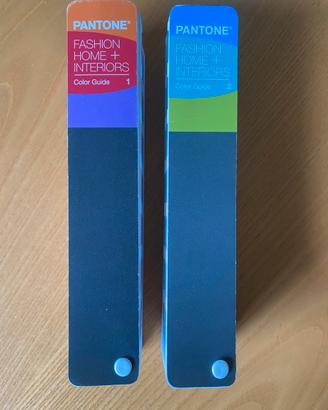 PANTONE®
FASHION
HOME +
INTERIORS
Color Guide 1
PANTONE®
FASHION
HOME +
INTERIORS
Color Guide 2